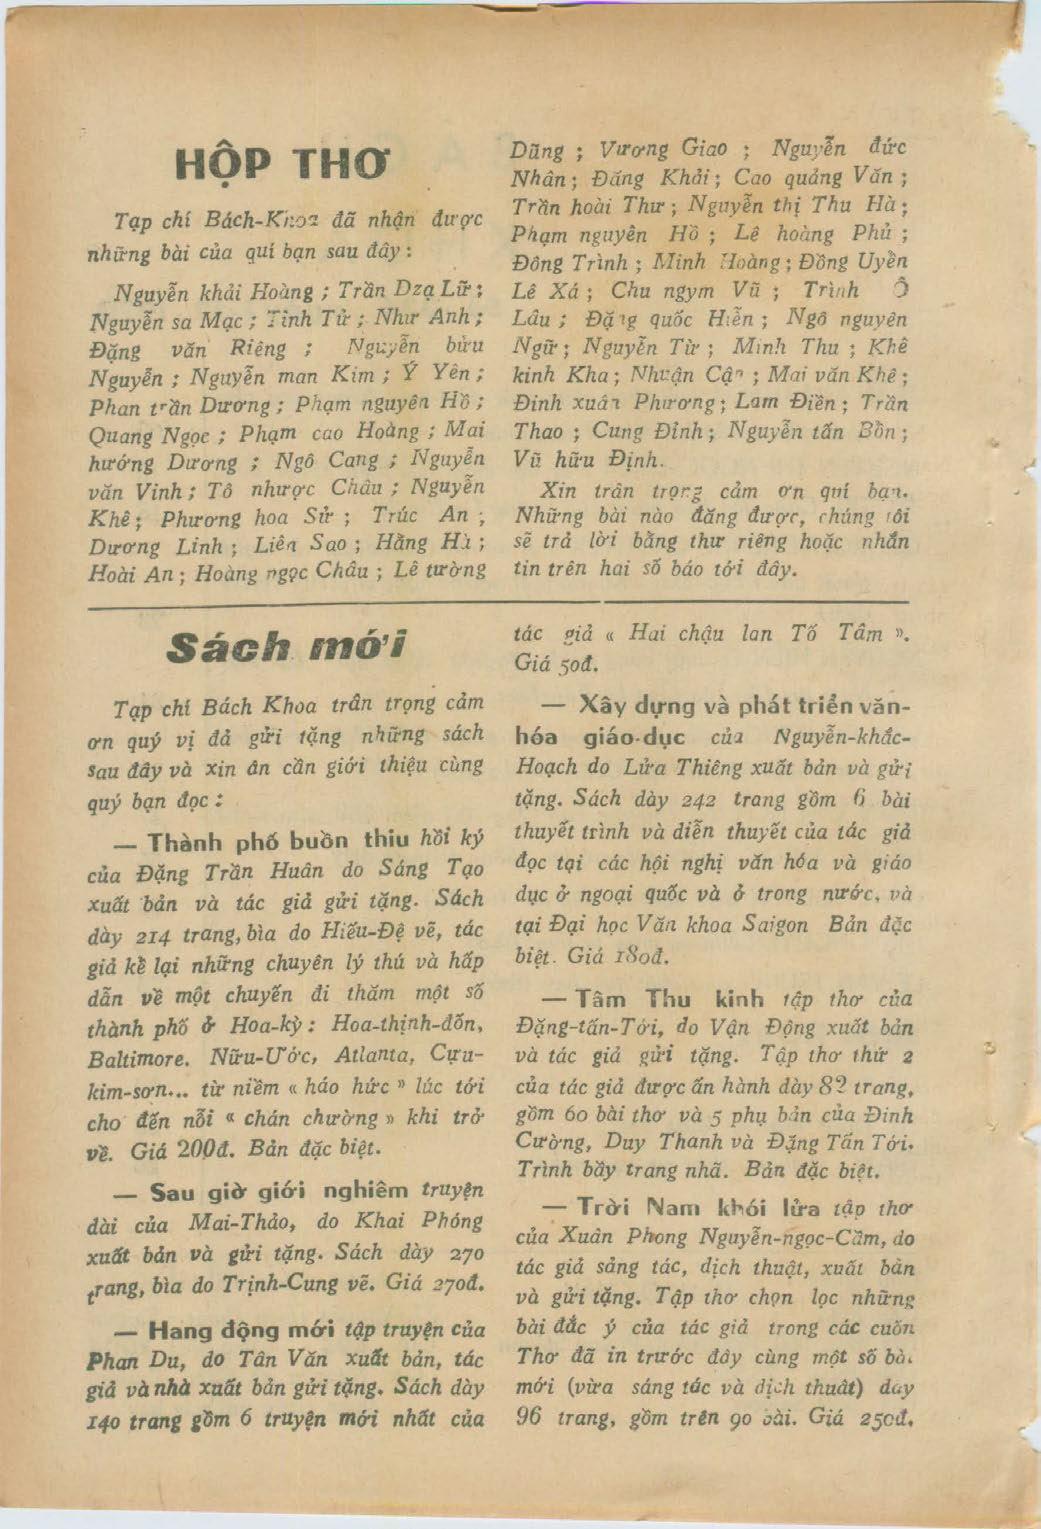 HỘP THƠ
Tạp chí Bách-Khoa đã nhận được
những bài của quí bạn sau đây :
Nguyễn khải Hoàng ; Trần Dzạ Lữ ;
Nguyễn sa Mạc ; Tình Tử ; Như Anh ;
Đặng văn Riêng ; Nguyễn bửu
Nguyễn ; Nguyễn man Kim ; Ý Yên ;
Phan trần Dương ; Phạm nguyên Hồ ;
Quang Ngọc ; Phạm cao Hoàng ; Mai
hướng Dương ; Ngô Cang ; Nguyễn
văn Vinh ; Tô nhược Châu ; Nguyễn
Khê ; Phương hoa Sử ; Trúc An ;
Dương Linh ; Liên Sao ; Hằng Hà ;
Hoài An ; Hoàng ngọc Châu ; Lê tường
Dũng ; Vương Giao ; Nguyễn đức
Nhân ; Đăng Khải ; Cao quảng Văn ;
Trần hoài Thư ; Nguyễn thị Thu Hà ;
Phạm nguyên Hồ ; Lê hoàng Phủ ;
Đông Trình ; Minh Hoàng ; Đồng Uyển
Lê Xá ; Chu ngym Vũ ; Trình Ô
Lâu ; Đặng quốc Hiễn ; Ngô nguyên
Ngữ ; Nguyễn Từ ; Minh Thu ; Khê
kinh Kha ; Nhuận Cận ; Mai văn Khê ;
Đinh xuân Phương ; Lam Điền ; Trần
Thao ; Cung Đỉnh ; Nguyễn tấn Bồn ;
Vũ hữu Định.
Xin trân trọng cảm ơn quí bạn.
Những bài nào đăng được, chúng tôi
sẽ trả lời bằng thư riêng hoặc nhắn
tin trên hai số báo tới đây.
Sách mới
Tạp chí Bách Khoa trân trọng cảm
ơn quý vị đả gửi tặng những sách
sau đây và xin ân cần giới thiệu cùng
quý bạn đọc :
— Thành phố buồn thiu hồi ký
của Đặng Trần Huân do Sáng Tạo
xuất bản và tác giả gửi tặng. Sách
dày 214 trang, bìa do Hiếu-Đệ vẽ, tác
giả kể lại những chuyên lý thú và hấp
dẫn về một chuyến đi thăm một số
thành phố ở Hoa-kỳ : Hoa-thịnh-đốn,
Baltimore. Nữu-Ước, Atlanta, Cựu-
kim-sơn... từ niềm « háo hức » lúc tới
cho đến nỗi « chán chường » khi trở
về. Giá 200đ. Bản đặc biệt.
— Sau giờ giới nghiêm truyện
dài của Mai-Thảo, do Khai Phóng
xuất bản và gửi tặng. Sách dày 270
trang, bìa do Trịnh-Cung vẽ. Giá 270đ.
— Hang động mới tập truyện của
Phan Du, do Tân Văn xuất bản, tác
giả và nhà xuất bản gửi tặng. Sách dày
140 trang gồm 6 truyện mới nhất của
tác giả « Hai chậu lan Tố Tâm ».
Giá 50đ.
— Xây dựng và phát triển văn-
hóa giáo-dục của Nguyễn-khắc-
Hoạch do Lửa Thiêng xuất bản và gửi
tặng. Sách dày 242 trang gồm 6 bài
thuyết trình và diễn thuyết của tác giả
đọc tại các hội nghị văn hóa và giáo
dục ở ngoại quốc và ở trong nước, và
tại Đại học Văn khoa Saigon Bản đặc
biệt. Giá 180đ.
— Tâm Thu kinh tập thơ của
Đặng-tấn-Tới, do Vận Động xuất bản
và tác giả gửi tặng. Tập thơ thứ 2
của tác giả được ấn hành dày 82 trang,
gồm 60 bài thơ và 5 phụ bản của Đinh
Cường, Duy Thanh và Đặng Tấn Tới.
Trình bầy trang nhã. Bản đặc biệt.
— Trời Nam khói lửa tập thơ
của Xuân Phong Nguyễn-ngọc-Cầm, do
tác giả sảng tác, dịch thuật, xuất bản
và gửi tặng. Tập thơ chọn lọc những
bài đắc ý của tác giả trong các cuốn
Thơ đã in trước đây cùng một số bài
mới (vừa sáng tác và dịch thuật) dày
96 trang, gồm trên 90 bài. Giá 250đ.